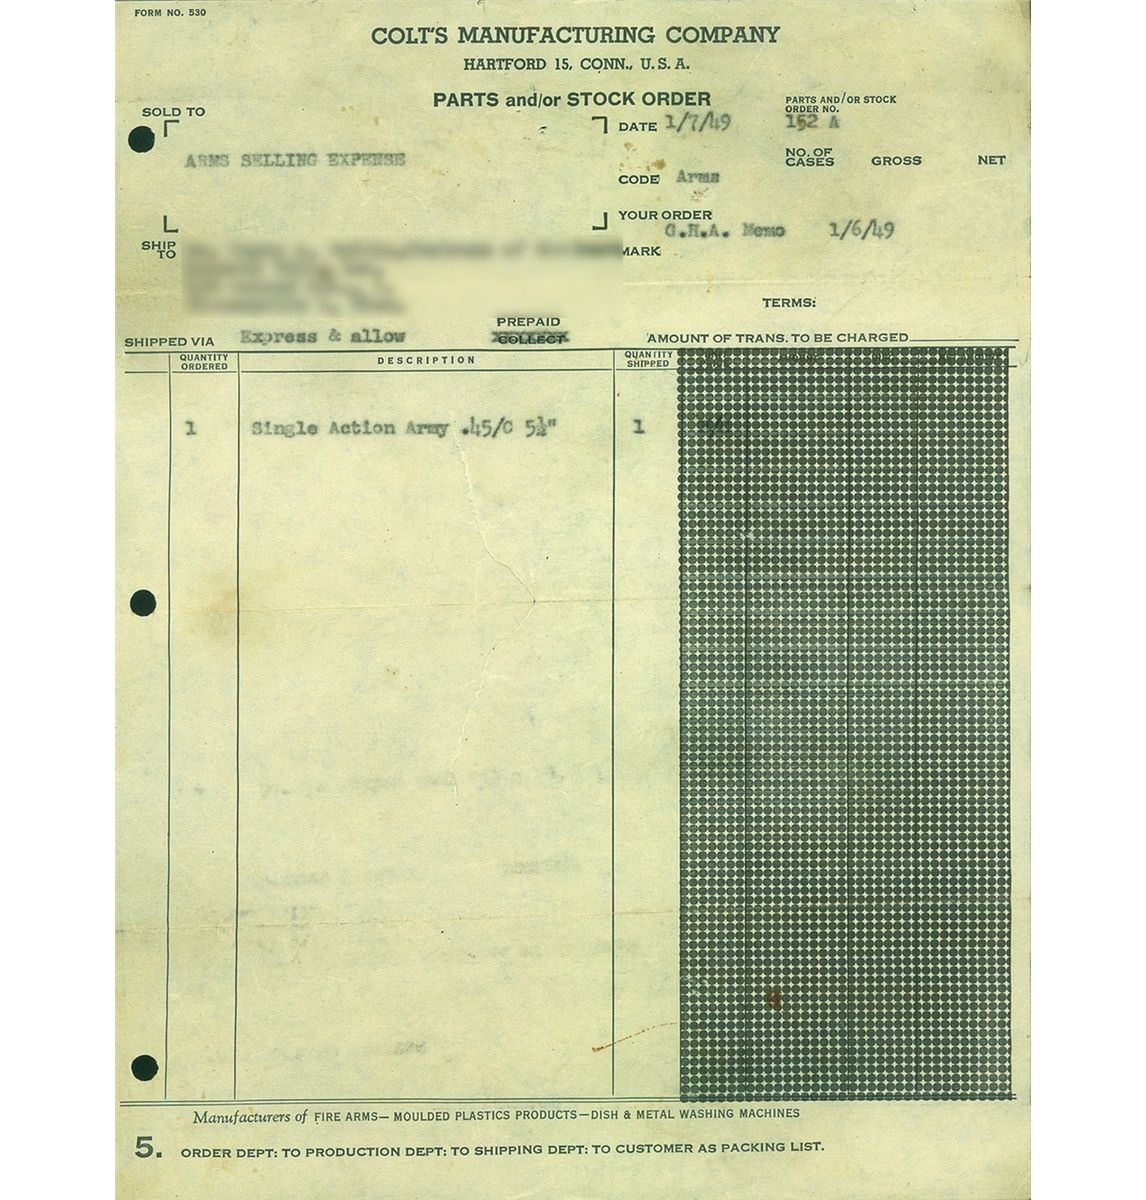 FORM NO. 530
COLT'S MANUFACTURING COMPANY
HARTFORD 15, CONN., U. S. A.
PARTS and/or STOCK ORDER
PARTS AND/OR STOCK
ORDER NO.
152 A
SOLD TO
DATE 1/7/49
ARMS SELLING EXPENSE
NO. OF
CASES GROSS NET
CODE Arms
YOUR ORDER
G.H.A. Memo 1/6/49
SHIP
TO
MARK
TERMS:
SHIPPED VIA Express & allow
PREPAID
COLLECT
AMOUNT OF TRANS. TO BE CHARGED
QUANTITY
ORDERED
DESCRIPTION
QUANTITY
SHIPPED
1 Single Action Army .45/C 5½" 1
Manufacturers of FIRE ARMS— MOULDED PLASTICS PRODUCTS—DISH & METAL WASHING MACHINES
5. ORDER DEPT: TO PRODUCTION DEPT: TO SHIPPING DEPT: TO CUSTOMER AS PACKING LIST.